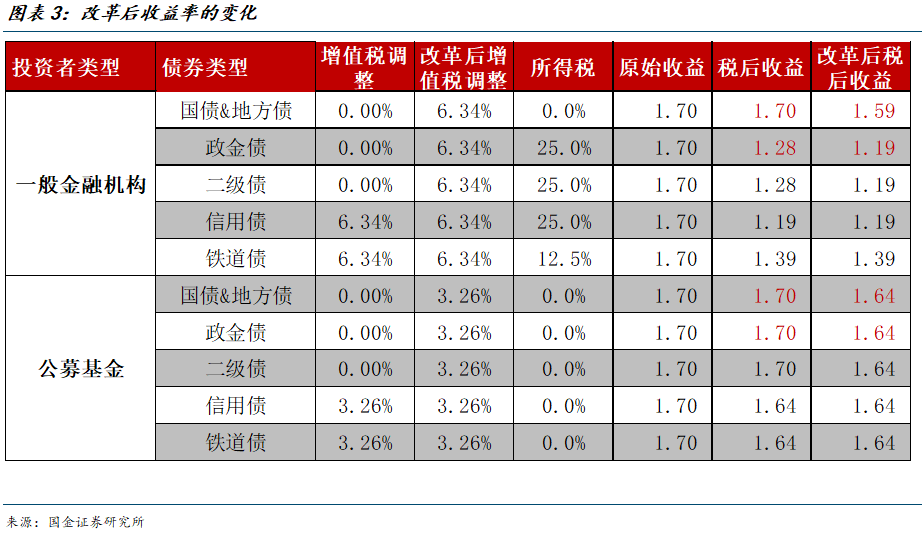 图表3：改革后收益率的变化
投资者类型 债券类型 增值税调整 改革后增值税调整 所得税 原始收益 税后收益 改革后税后收益
一般金融机构 国债&地方债 0.00% 6.34% 0.0% 1.70 1.70 1.59
政金债 0.00% 6.34% 25.0% 1.70 1.28 1.19
二级债 0.00% 6.34% 25.0% 1.70 1.28 1.19
信用债 6.34% 6.34% 25.0% 1.70 1.19 1.19
铁道债 6.34% 6.34% 12.5% 1.70 1.39 1.39
公募基金 国债&地方债 0.00% 3.26% 0.0% 1.70 1.70 1.64
政金债 0.00% 3.26% 0.0% 1.70 1.70 1.64
二级债 0.00% 3.26% 0.0% 1.70 1.70 1.64
信用债 3.26% 3.26% 0.0% 1.70 1.64 1.64
铁道债 3.26% 3.26% 0.0% 1.70 1.64 1.64
来源：国金证券研究所